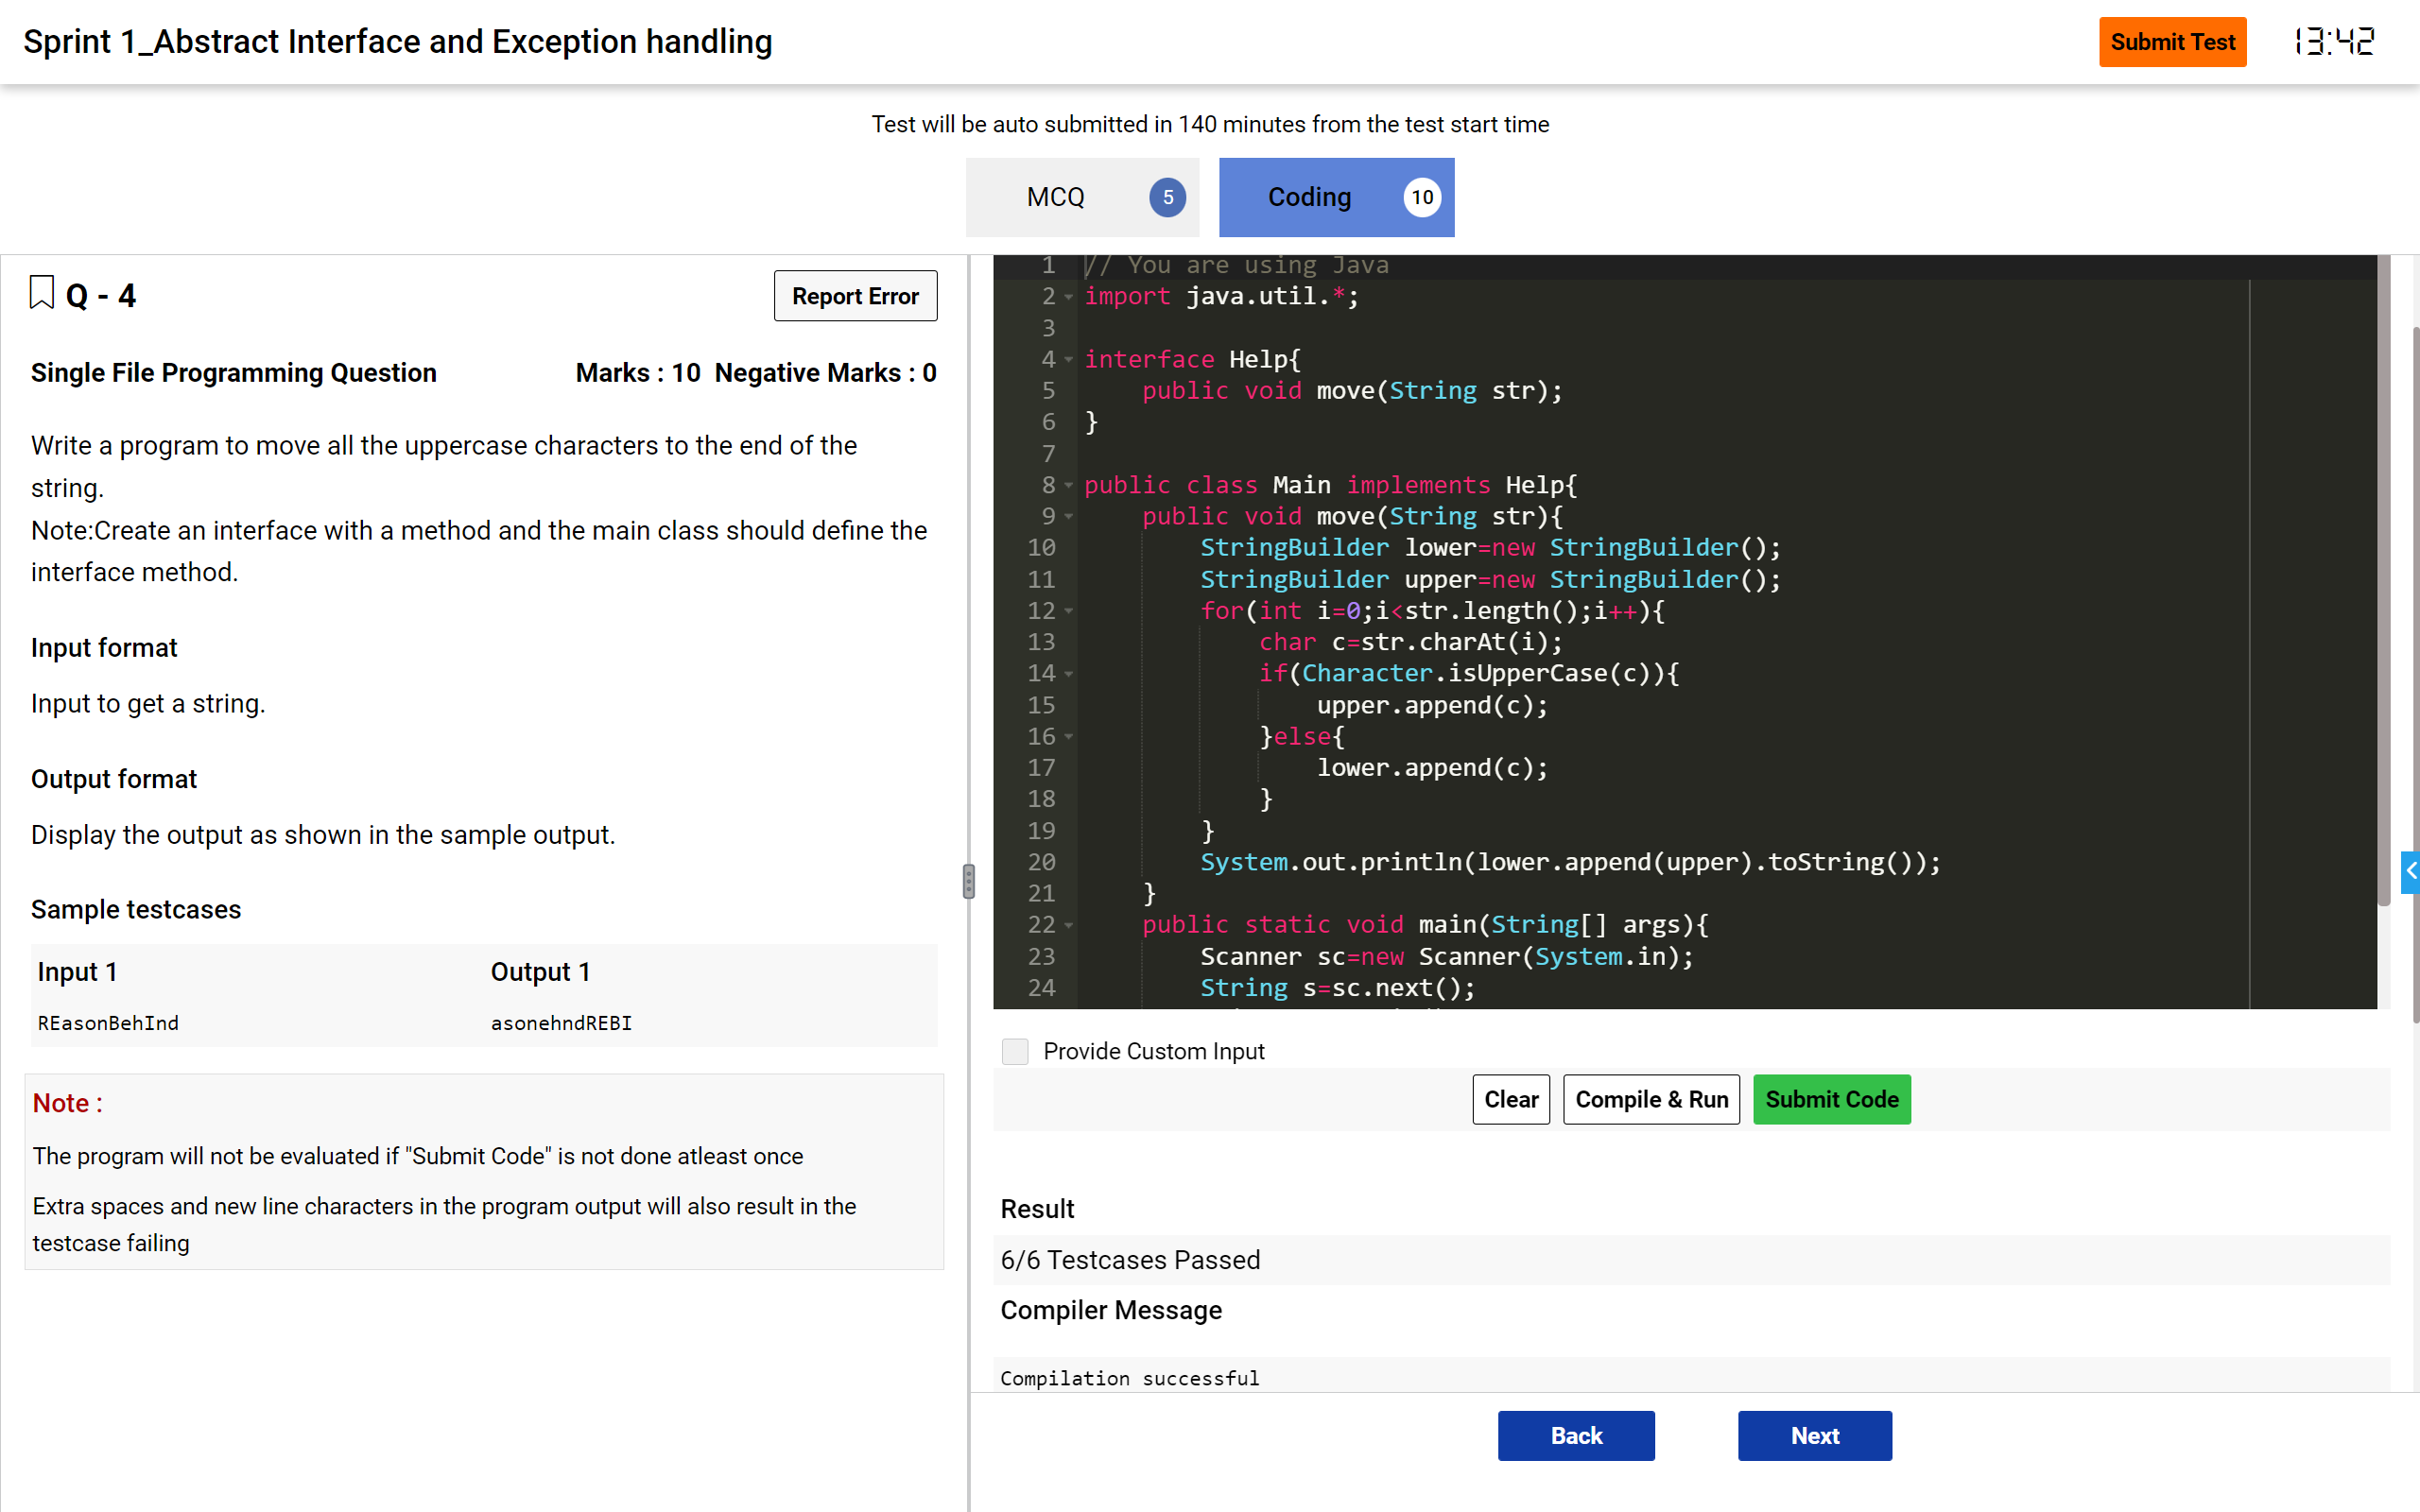 Sprint 1_Abstract Interface and Exception handling
Submit Test
13:42
Test will be auto submitted in 140 minutes from the test start time
MCQ 5
Coding 10
Q - 4
Report Error
Single File Programming Question
Marks : 10 Negative Marks : 0
Write a program to move all the uppercase characters to the end of the
string.
Note:Create an interface with a method and the main class should define the
interface method.
Input format
Input to get a string.
Output format
Display the output as shown in the sample output.
Sample testcases
Input 1 Output 1
REasonBehInd asonehndREBI
Note :
The program will not be evaluated if "Submit Code" is not done atleast once
Extra spaces and new line characters in the program output will also result in the
testcase failing
1 // You are using Java
2 import java.util.*;
3
4 interface Help{
5     public void move(String str);
6 }
7
8 public class Main implements Help{
9     public void move(String str){
10         StringBuilder lower=new StringBuilder();
11         StringBuilder upper=new StringBuilder();
12         for(int i=0;i<str.length();i++){
13             char c=str.charAt(i);
14             if(Character.isUpperCase(c)){
15                 upper.append(c);
16             }else{
17                 lower.append(c);
18             }
19         }
20         System.out.println(lower.append(upper).toString());
21     }
22     public static void main(String[] args){
23         Scanner sc=new Scanner(System.in);
24         String s=sc.next();
Provide Custom Input
Clear
Compile & Run
Submit Code
Result
6/6 Testcases Passed
Compiler Message
Compilation successful
Back
Next